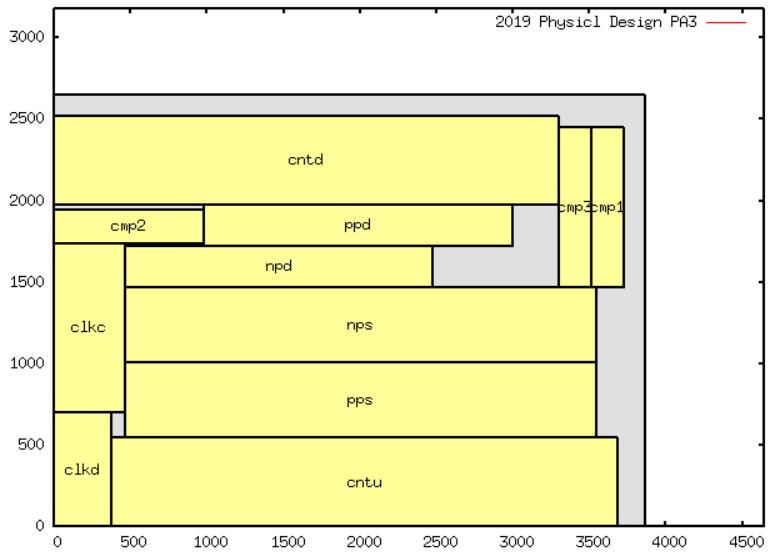 2019 Physicl Design PA3
3000
2500
2000
1500
1000
500
0
cntd
cmp3
cmp1
cmp2
ppd
npd
clkc
nps
pps
clkd
cntu
0 500 1000 1500 2000 2500 3000 3500 4000 4500